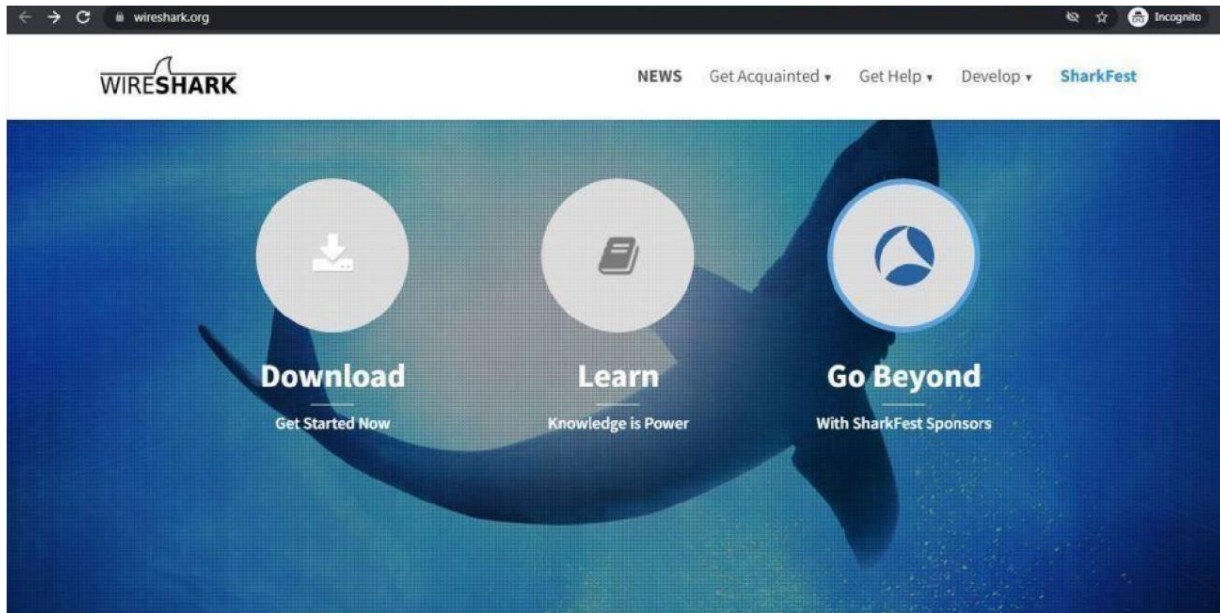 wireshark.org
Incognito
WIRESHARK
NEWS Get Acquainted ▾ Get Help ▾ Develop ▾ SharkFest
Download
Get Started Now
Learn
Knowledge is Power
Go Beyond
With SharkFest Sponsors